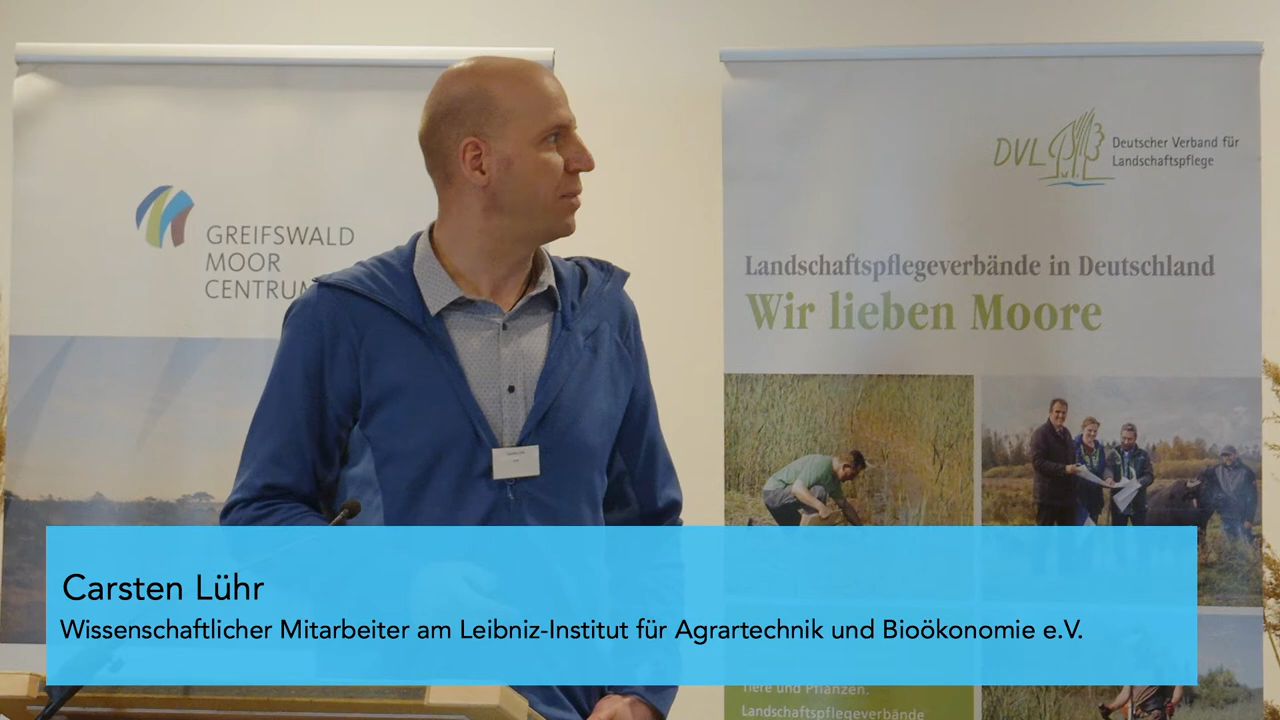 GREIFSWALD
MOOR
CENTRUM
DVL
Deutscher Verband für
Landschaftspflege
Landschaftspflegeverbände in Deutschland
Wir lieben Moore
Carsten Lühr
Wissenschaftlicher Mitarbeiter am Leibniz-Institut für Agrartechnik und Bioökonomie e.V.
Tiere und Pflanzen.
Landschaftspflegeverbände